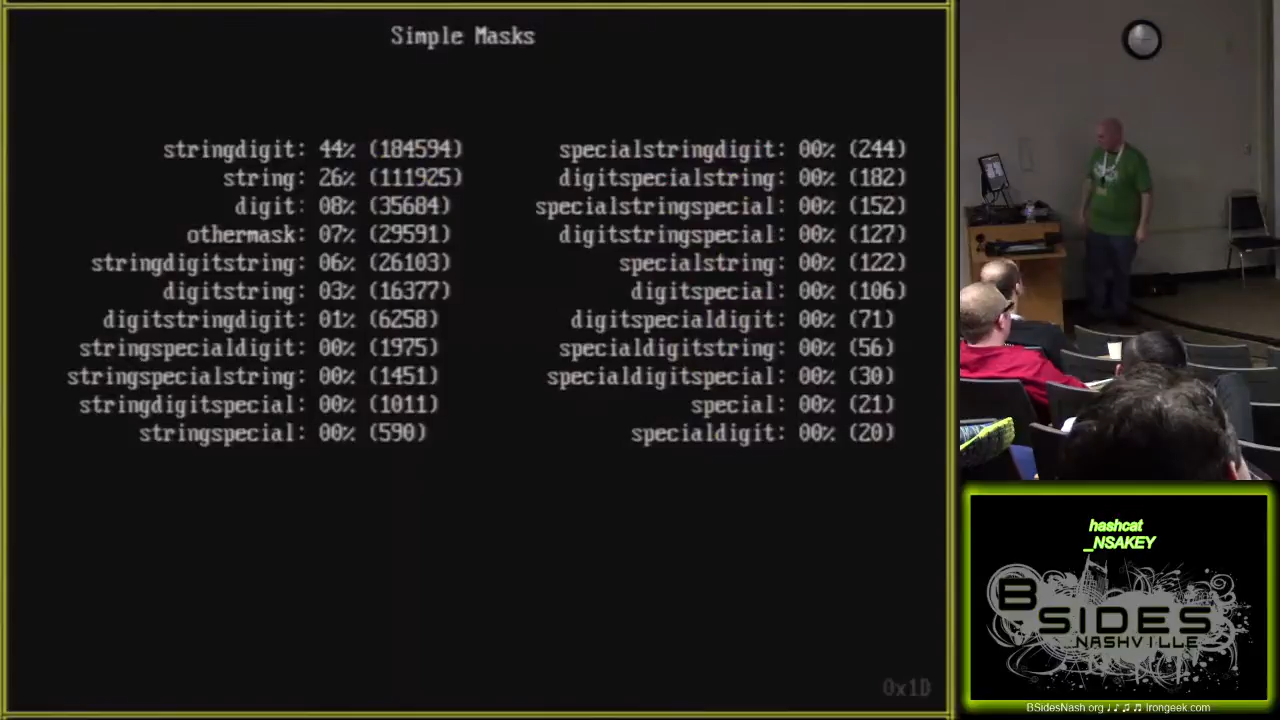 Simple Masks
stringdigit: 44% (184594)
string: 26% (111925)
digit: 08% (35684)
othermask: 07% (29591)
stringdigitstring: 06% (26103)
digitstring: 03% (16377)
digitstringdigit: 01% (6258)
stringspecialdigit: 00% (1975)
stringspecialstring: 00% (1451)
stringdigitspecial: 00% (1011)
stringspecial: 00% (590)
specialstringdigit: 00% (244)
digitspecialstring: 00% (182)
specialstringspecial: 00% (152)
digitstringspecial: 00% (127)
specialstring: 00% (122)
digitspecial: 00% (106)
digitspecialdigit: 00% (71)
specialdigitstring: 00% (56)
specialdigitspecial: 00% (30)
special: 00% (21)
specialdigit: 00% (20)
0x1D
hashcat
_NSAKEY
BSIDES
NASHVILLE
BSidesNash.org ♩♪♫♬ Irongeek.com